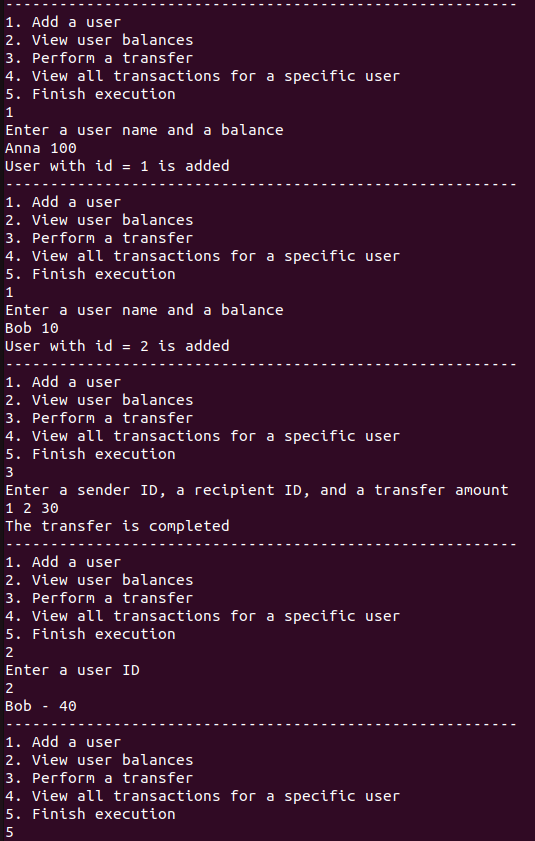 ---------------------------------------------------------
1. Add a user
2. View user balances
3. Perform a transfer
4. View all transactions for a specific user
5. Finish execution
1
Enter a user name and a balance
Anna 100
User with id = 1 is added
---------------------------------------------------------
1. Add a user
2. View user balances
3. Perform a transfer
4. View all transactions for a specific user
5. Finish execution
1
Enter a user name and a balance
Bob 10
User with id = 2 is added
---------------------------------------------------------
1. Add a user
2. View user balances
3. Perform a transfer
4. View all transactions for a specific user
5. Finish execution
3
Enter a sender ID, a recipient ID, and a transfer amount
1 2 30
The transfer is completed
---------------------------------------------------------
1. Add a user
2. View user balances
3. Perform a transfer
4. View all transactions for a specific user
5. Finish execution
2
Enter a user ID
2
Bob - 40
---------------------------------------------------------
1. Add a user
2. View user balances
3. Perform a transfer
4. View all transactions for a specific user
5. Finish execution
5